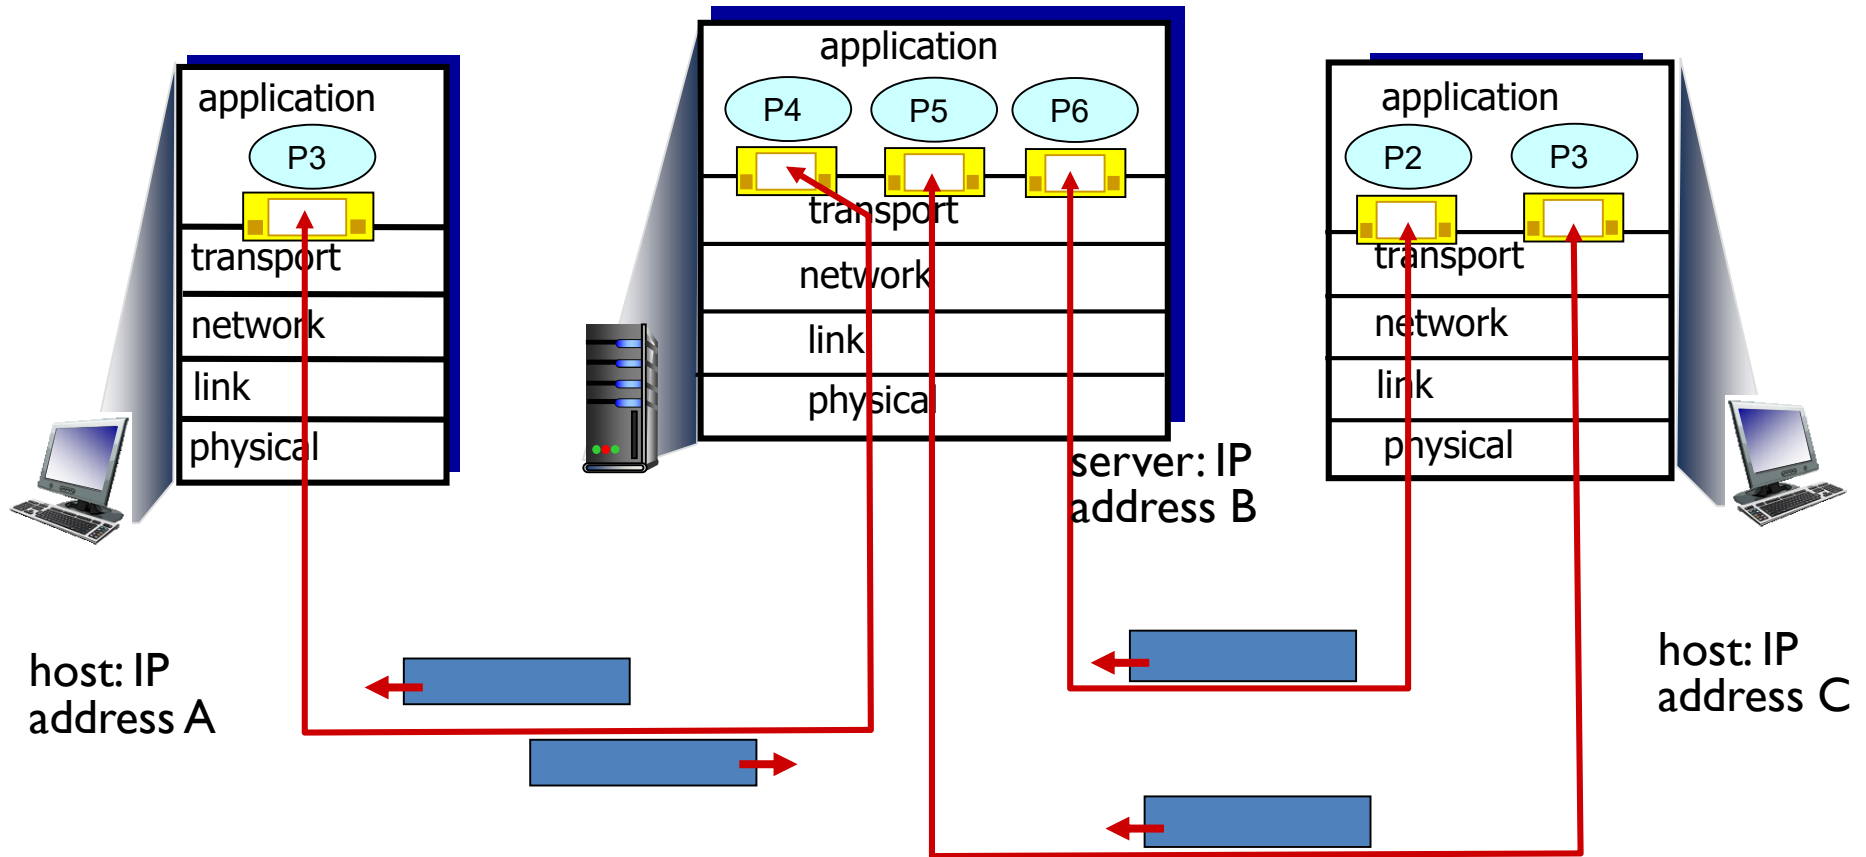 application
P3
transport
network
link
physical
host: IP
address A
application
P4
P5
P6
transport
network
link
physical
server: IP
address B
application
P2
P3
transport
network
link
physical
host: IP
address C